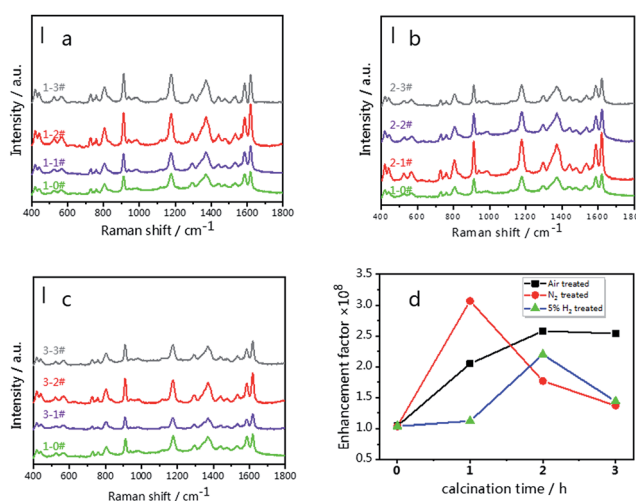 a
1-3#
1-2#
1-1#
1-0#
Intensity / a.u.
400 600 800 1000 1200 1400 1600 1800
Raman shift / cm⁻¹
b
2-3#
2-2#
2-1#
1-0#
Intensity / a.u.
400 600 800 1000 1200 1400 1600 1800
Raman shift / cm⁻¹
c
3-3#
3-2#
3-1#
1-0#
Intensity / a.u.
400 600 800 1000 1200 1400 1600 1800
Raman shift / cm⁻¹
d
Air treated
N₂ treated
5% H₂ treated
Enhancement factor ×10⁸
3.5
3.0
2.5
2.0
1.5
1.0
0.5
0 1 2 3
calcination time / h